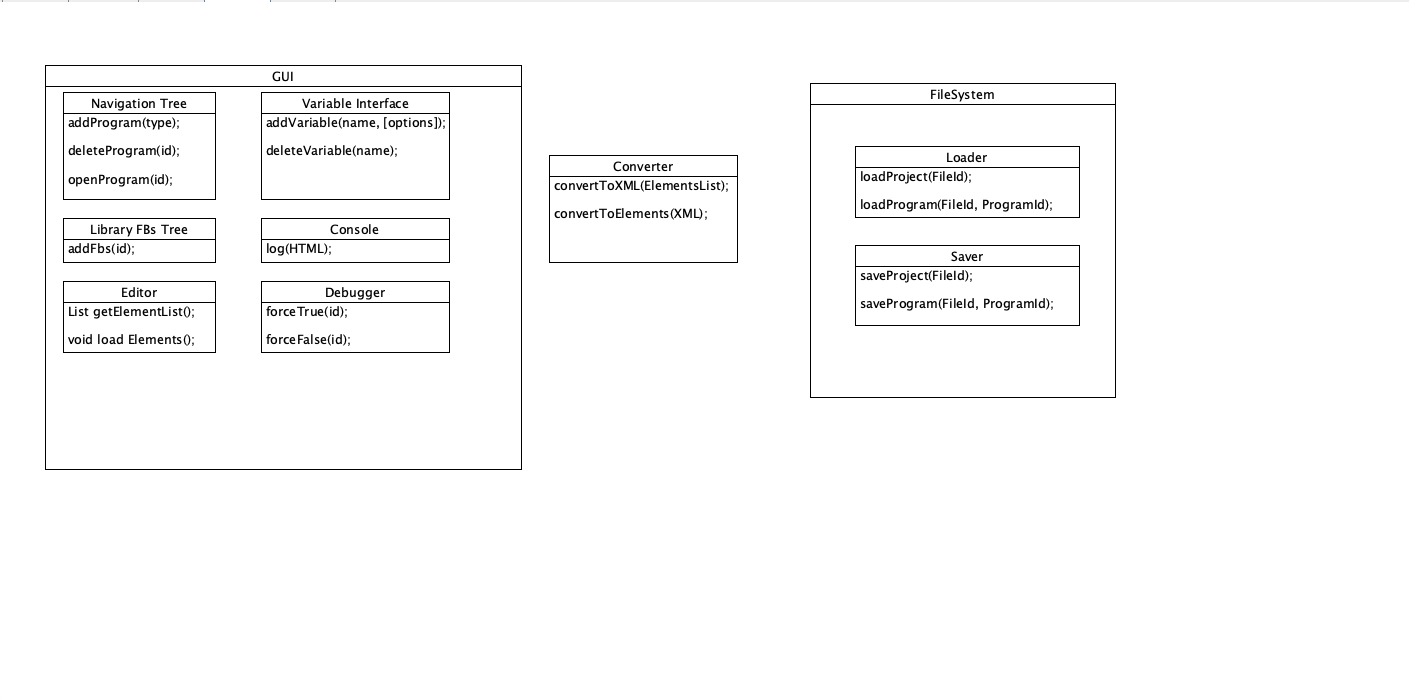 GUI
Navigation Tree
addProgram(type);
deleteProgram(id);
openProgram(id);
Variable Interface
addVariable(name, [options]);
deleteVariable(name);
Library FBs Tree
addFbs(id);
Console
log(HTML);
Editor
List getElementList();
void load Elements();
Debugger
forceTrue(id);
forceFalse(id);
Converter
convertToXML(ElementsList);
convertToElements(XML);
FileSystem
Loader
loadProject(FileId);
loadProgram(FileId, ProgramId);
Saver
saveProject(FileId);
saveProgram(FileId, ProgramId);